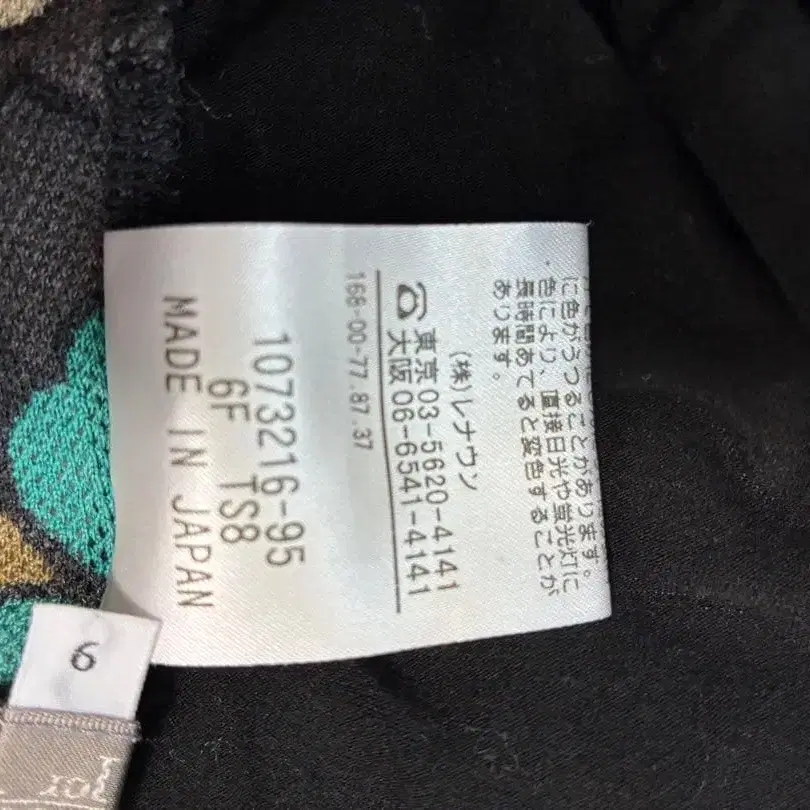 に色がうつることがあります。
・色により、直接日光や蛍光灯に
長時間あてると変色することが
あります。
(株)レナウン
☎東京03-5620-4141
大阪06-6541-4141
168-00-77.87.37
1073216-95
6F TS8
MADE IN JAPAN
6